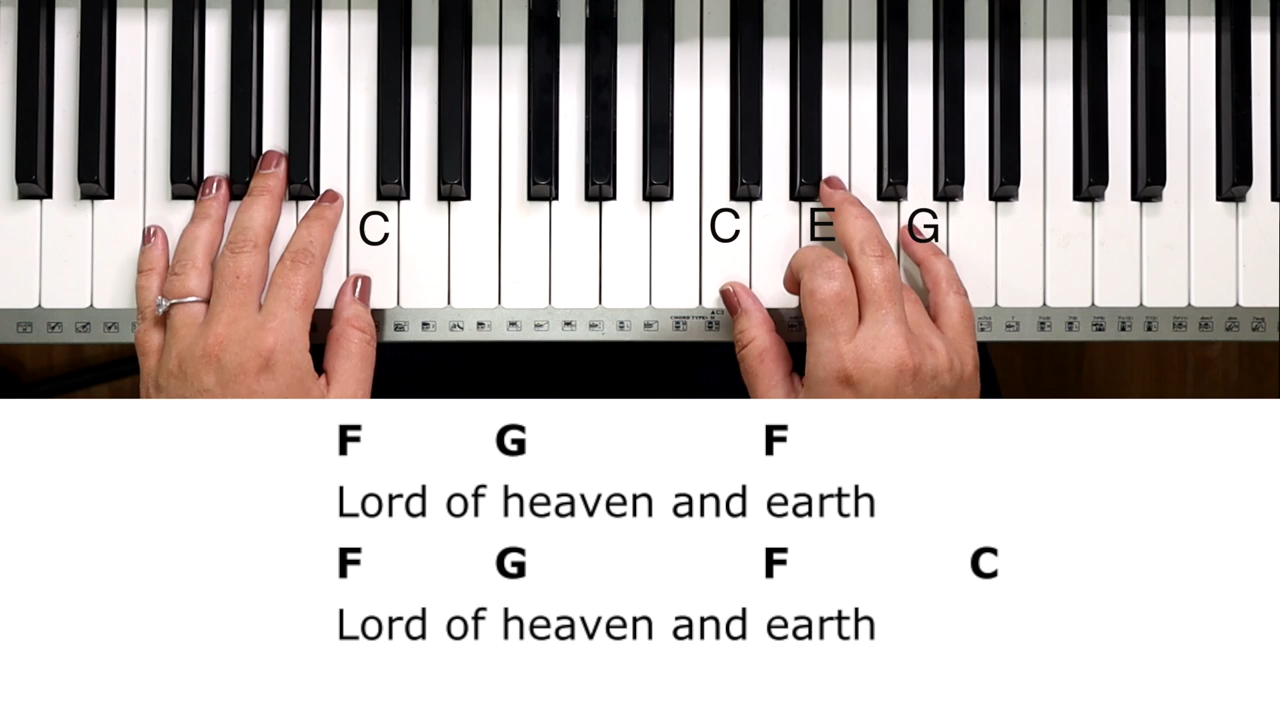 C C E G
F G F
Lord of heaven and earth
F G F C
Lord of heaven and earth